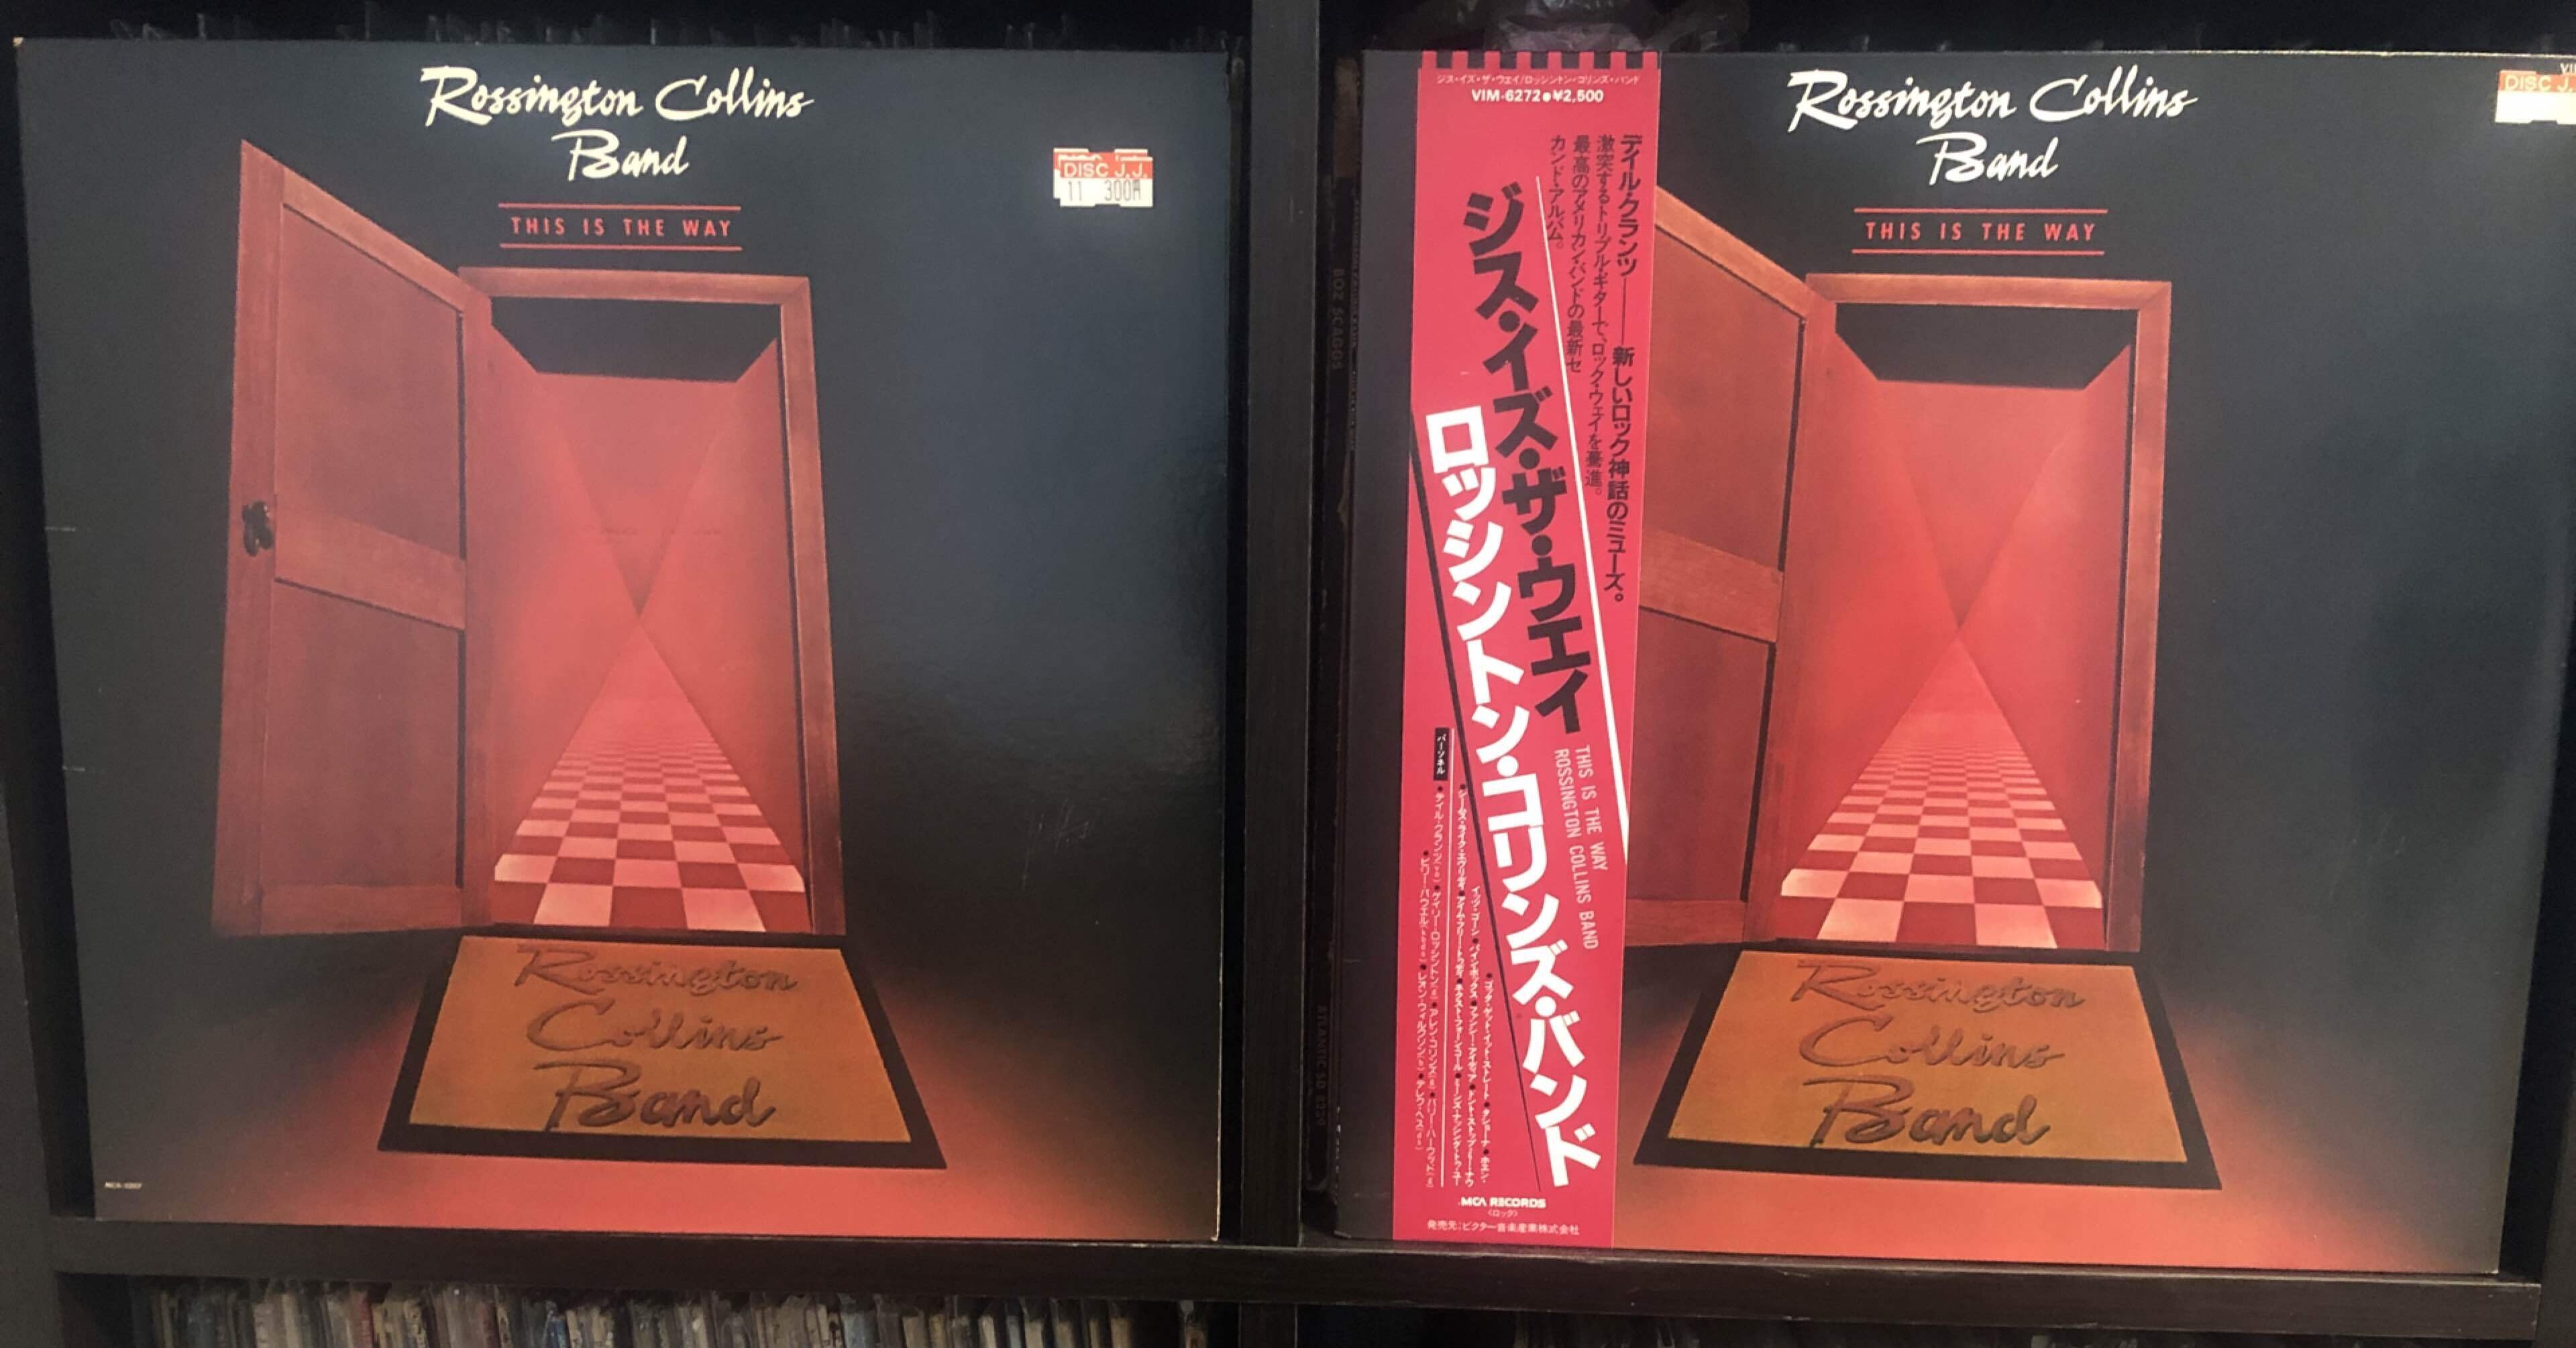 Rossington Collins
Band
THIS IS THE WAY
DISC J.J.
11 300円
Rossington
Collins
Band
ジス・イズ・ザ・ウェイ/ロッシントン・コリンズ・バンド
VIM-6272●¥2,500
デイル・クランツ──新しいロック神話のミューズ。
激突するトリプル・ギターで、ロック・ウェイを驀進。
最高のアメリカン・バンドの最新セ
カンド・アルバム。
ジス・イズ・ザ・ウェイ
ロッシントン・コリンズ・バンド
THIS IS THE WAY
ROSSINGTON COLLINS BAND
パーソネル
MCA RECORDS
〈ロック〉
発売元:ビクター音楽産業株式会社
Rossington Collins
Band
THIS IS THE WAY
DISC J.
Rossington
Collins
Band
BOZ SCAGGS